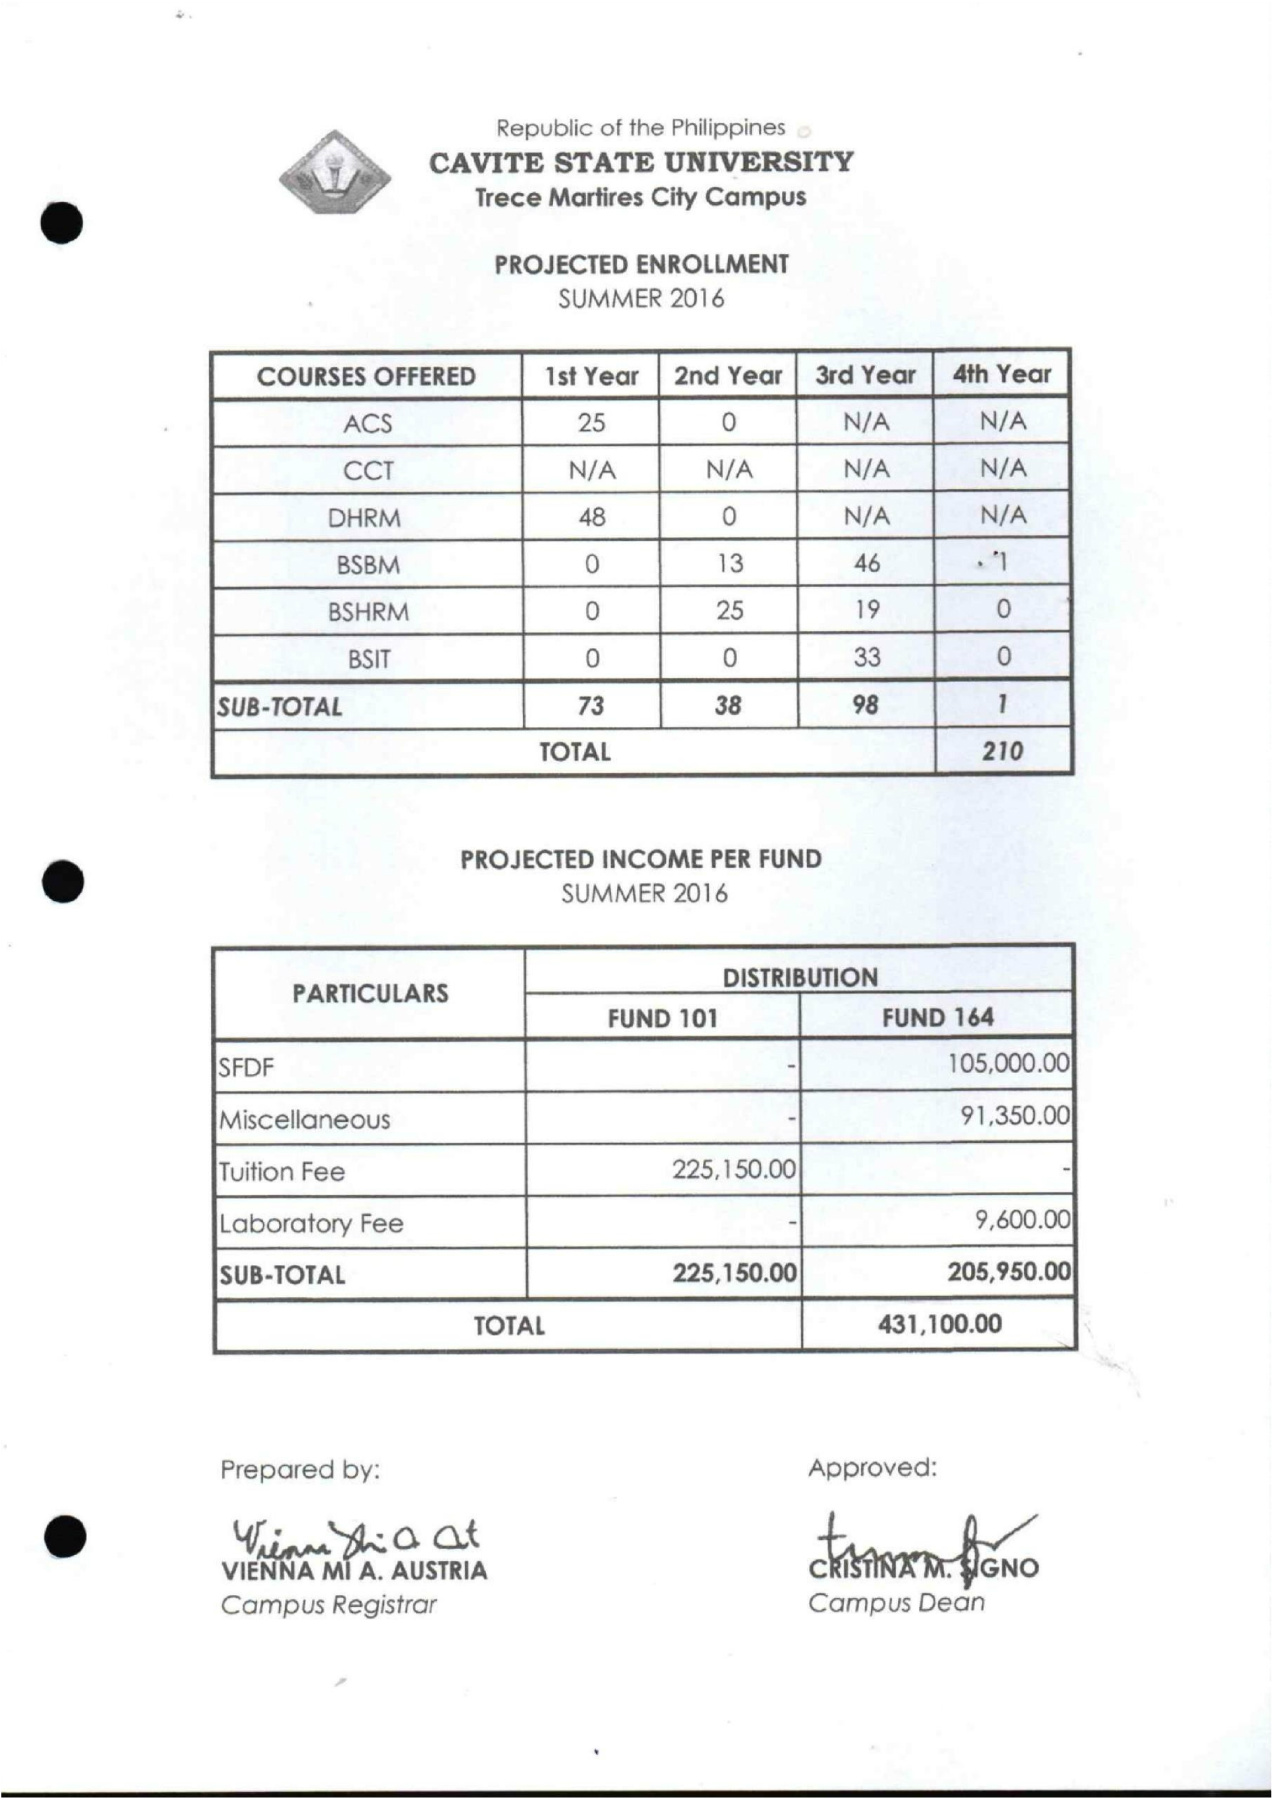 Republic of the Philippines
CAVITE STATE UNIVERSITY
Trece Martires City Campus
PROJECTED ENROLLMENT
SUMMER 2016
COURSES OFFERED 1st Year 2nd Year 3rd Year 4th Year
ACS 25 0 N/A N/A
CCT N/A N/A N/A N/A
DHRM 48 0 N/A N/A
BSBM 0 13 46 1
BSHRM 0 25 19 0
BSIT 0 0 33 0
SUB-TOTAL 73 38 98 1
TOTAL 210
PROJECTED INCOME PER FUND
SUMMER 2016
PARTICULARS DISTRIBUTION
FUND 101 FUND 164
SFDF - 105,000.00
Miscellaneous - 91,350.00
Tuition Fee 225,150.00 -
Laboratory Fee - 9,600.00
SUB-TOTAL 225,150.00 205,950.00
TOTAL 431,100.00
Prepared by: Approved:
VIENNA MI A. AUSTRIA CRISTINA M. SIGNO
Campus Registrar Campus Dean